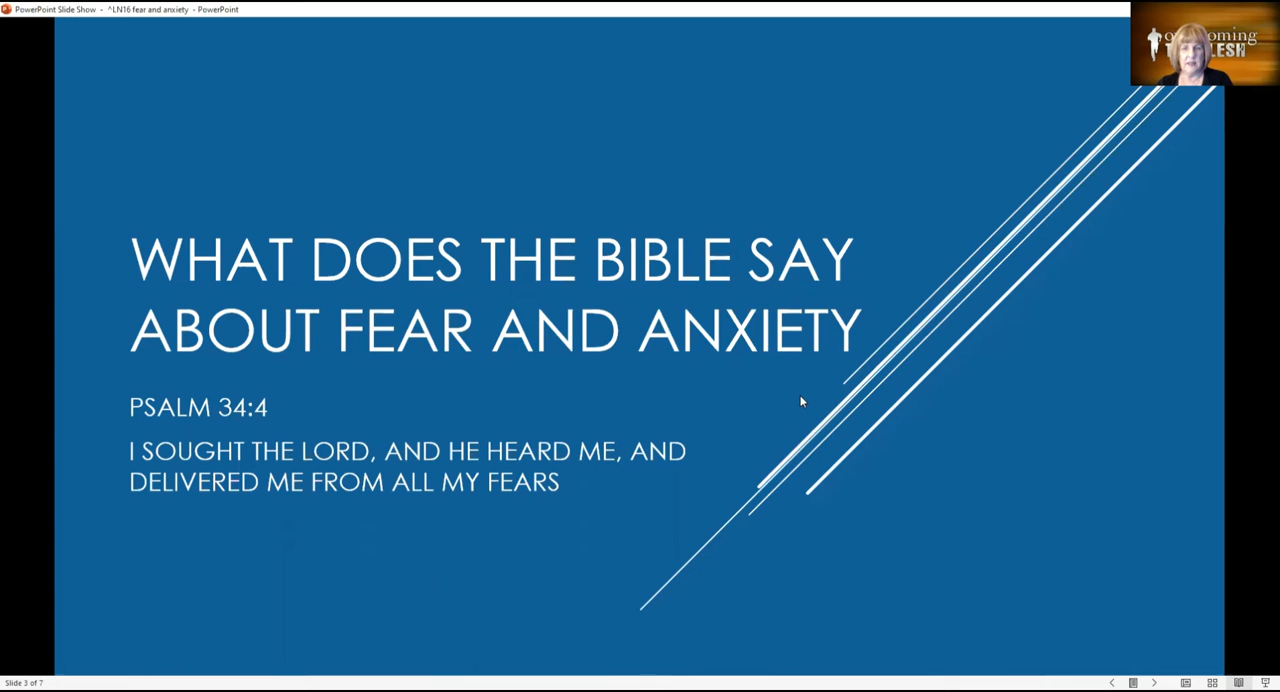 PowerPoint Slide Show - ^LN16 fear and anxiety - PowerPoint
WHAT DOES THE BIBLE SAY
ABOUT FEAR AND ANXIETY
PSALM 34:4
I SOUGHT THE LORD, AND HE HEARD ME, AND
DELIVERED ME FROM ALL MY FEARS
Slide 3 of 7